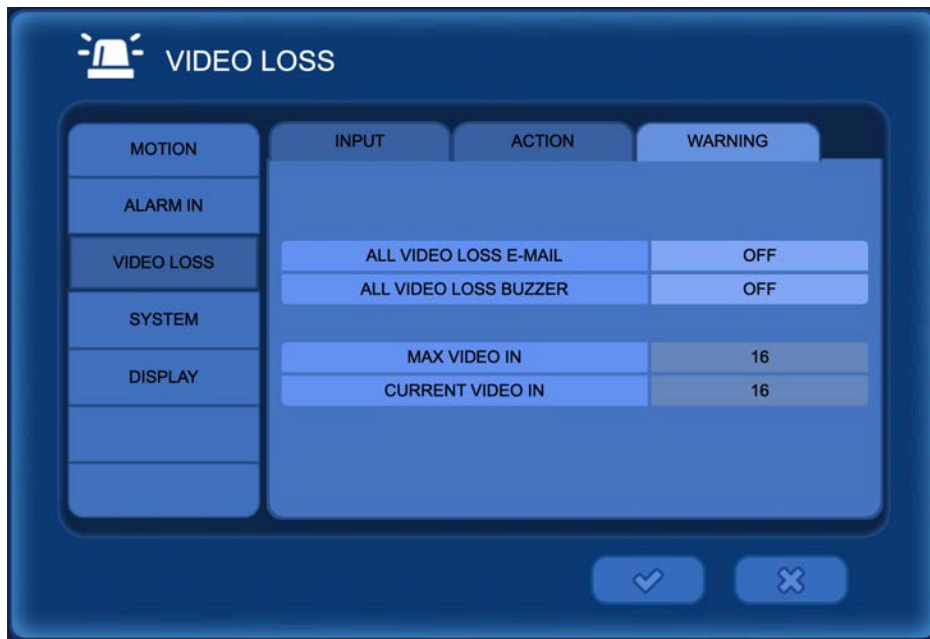 VIDEO LOSS
MOTION
ALARM IN
VIDEO LOSS
SYSTEM
DISPLAY
INPUT ACTION WARNING
ALL VIDEO LOSS E-MAIL OFF
ALL VIDEO LOSS BUZZER OFF
MAX VIDEO IN 16
CURRENT VIDEO IN 16